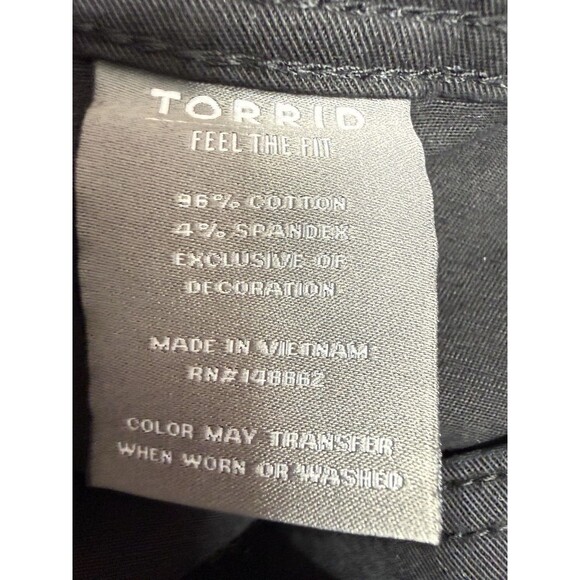 TORRID
FEEL THE FIT
96% COTTON
4% SPANDEX
EXCLUSIVE OF
DECORATION
MADE IN VIETNAM
RN#148862
COLOR MAY TRANSFER
WHEN WORN OR WASHED